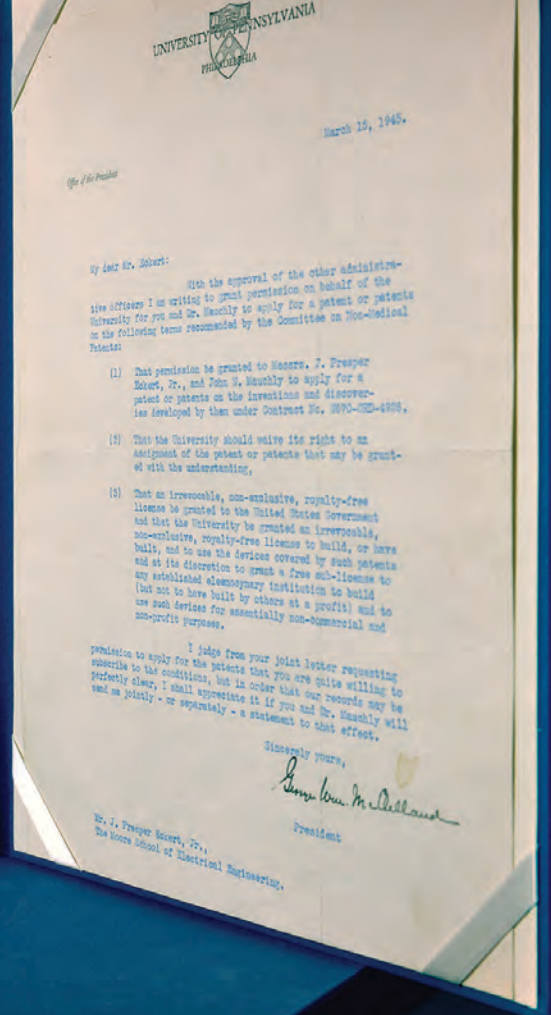 UNIVERSITY OF PENNSYLVANIA
PHILADELPHIA
March 15, 1945.
Office of the President
My dear Mr. Eckert:
With the approval of the other administra-
tive officers I am writing to grant permission on behalf of the
University for you and Dr. Mauchly to apply for a patent or patents
on the following terms recommended by the Committee on Non-Medical
Patents:
(1) That permission be granted to Messrs. J. Presper
Eckert, Jr., and John W. Mauchly to apply for a
patent or patents on the inventions and discover-
ies developed by them under Contract No. W670-ORD-4926.
(2) That the University should waive its right to an
assignment of the patent or patents that may be grant-
ed with the understanding,
(3) That an irrevocable, non-exclusive, royalty-free
license be granted to the United States Government
and that the University be granted an irrevocable,
non-exclusive, royalty-free license to build, or have
built, and to use the devices covered by such patents
and at its discretion to grant a free sub-license to
any established eleemosynary institution to build
(but not to have built by others at a profit) and to
use such devices for essentially non-commercial and
non-profit purposes.
I judge from your joint letter requesting
permission to apply for the patents that you are quite willing to
subscribe to the conditions, but in order that our records may be
perfectly clear, I shall appreciate it if you and Dr. Mauchly will
send me jointly - or separately - a statement to that effect.
Sincerely yours,
George Wm. McClelland
President
Mr. J. Presper Eckert, Jr.,
The Moore School of Electrical Engineering.